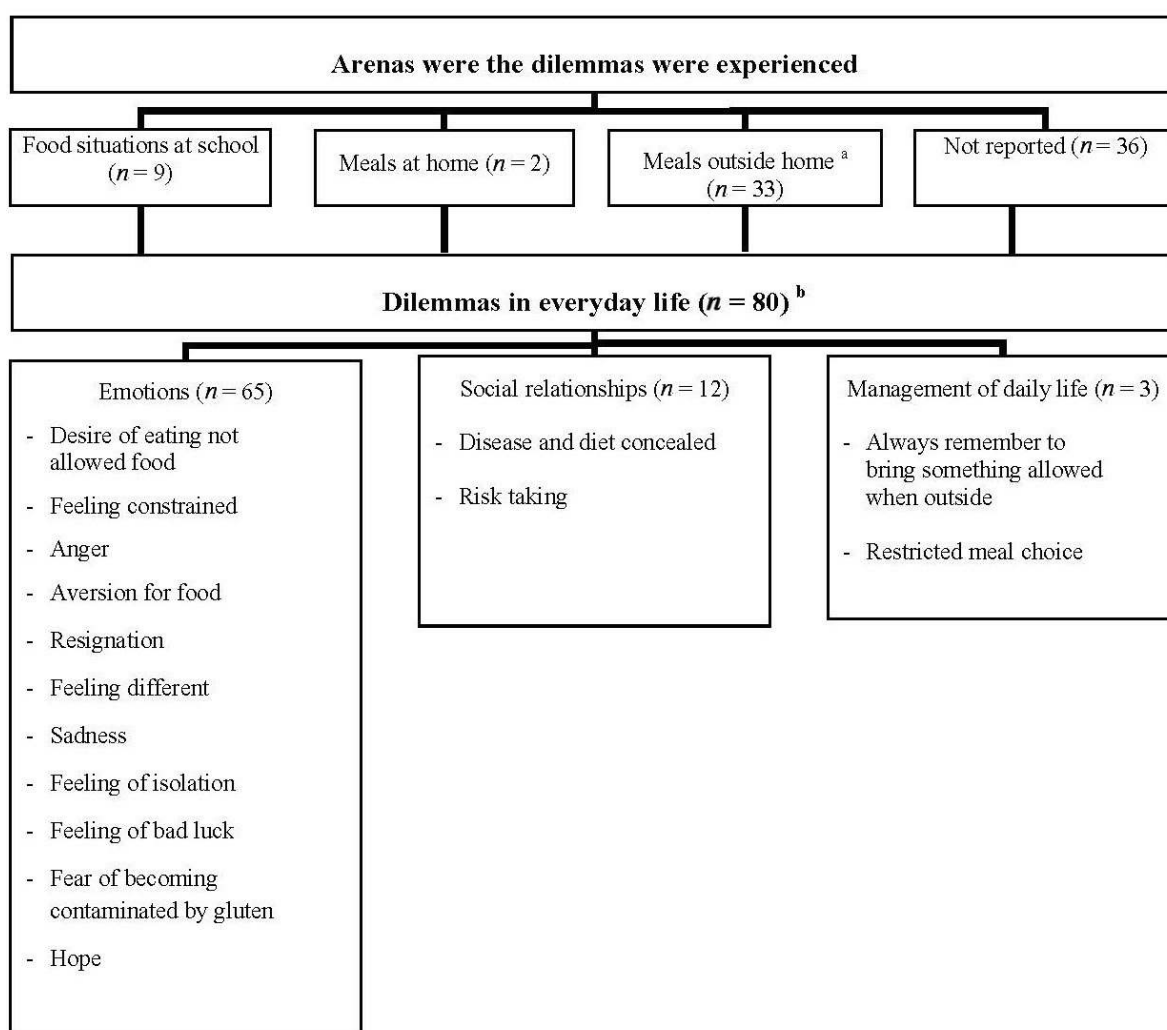 Arenas were the dilemmas were experienced
Food situations at school
(n = 9)
Meals at home (n = 2)
Meals outside home a
(n = 33)
Not reported (n = 36)
Dilemmas in everyday life (n = 80) b
Emotions (n = 65)
- Desire of eating not
allowed food
- Feeling constrained
- Anger
- Aversion for food
- Resignation
- Feeling different
- Sadness
- Feeling of isolation
- Feeling of bad luck
- Fear of becoming
contaminated by gluten
- Hope
Social relationships (n = 12)
- Disease and diet concealed
- Risk taking
Management of daily life (n = 3)
- Always remember to
bring something allowed
when outside
- Restricted meal choice